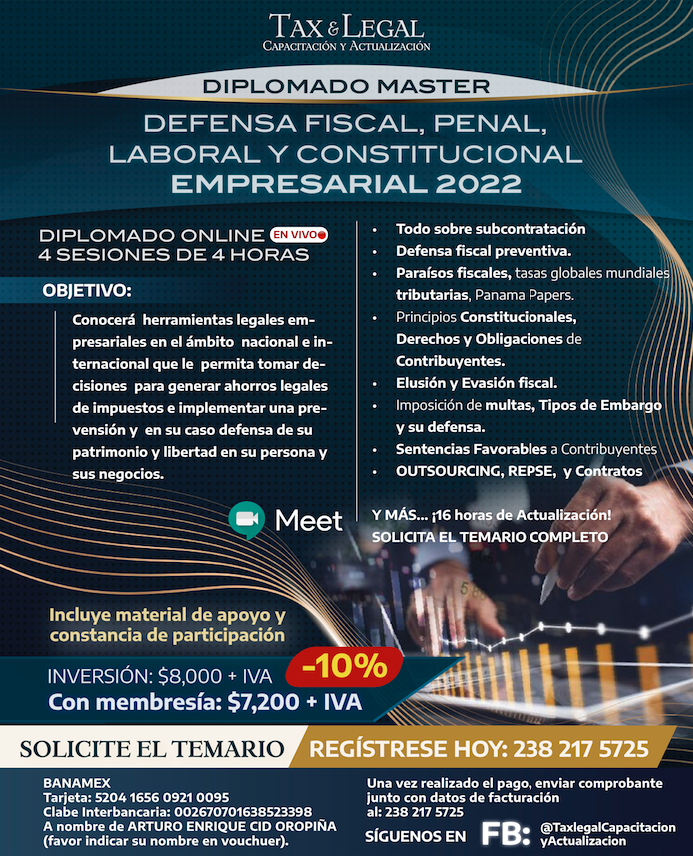 TAX & LEGAL
CAPACITACIÓN Y ACTUALIZACIÓN
DIPLOMADO MASTER
DEFENSA FISCAL, PENAL,
LABORAL Y CONSTITUCIONAL
EMPRESARIAL 2022
DIPLOMADO ONLINE EN VIVO
4 SESIONES DE 4 HORAS
OBJETIVO:
Conocerá herramientas legales em-
presariales en el ámbito nacional e in-
ternacional que le permita tomar de-
cisiones para generar ahorros legales
de impuestos e implementar una pre-
vensión y en su caso defensa de su
patrimonio y libertad en su persona y
sus negocios.
• Todo sobre subcontratación
• Defensa fiscal preventiva.
• Paraísos fiscales, tasas globales mundiales
tributarias, Panama Papers.
• Principios Constitucionales,
Derechos y Obligaciones de
Contribuyentes.
• Elusión y Evasión fiscal.
• Imposición de multas, Tipos de Embargo
y su defensa.
• Sentencias Favorables a Contribuyentes
• OUTSOURCING, REPSE, y Contratos
Meet
Y MÁS... ¡16 horas de Actualización!
SOLICITA EL TEMARIO COMPLETO
Incluye material de apoyo y
constancia de participación
-10%
INVERSIÓN: $8,000 + IVA
Con membresía: $7,200 + IVA
SOLICITE EL TEMARIO REGÍSTRESE HOY: 238 217 5725
BANAMEX
Tarjeta: 5204 1656 0921 0095
Clabe Interbancaria: 002670701638523398
A nombre de ARTURO ENRIQUE CID OROPIÑA
(favor indicar su nombre en vouchuer).
Una vez realizado el pago, enviar comprobante
junto con datos de facturación
al: 238 217 5725
SÍGUENOS EN FB: @TaxlegalCapacitacion
yActualizacion